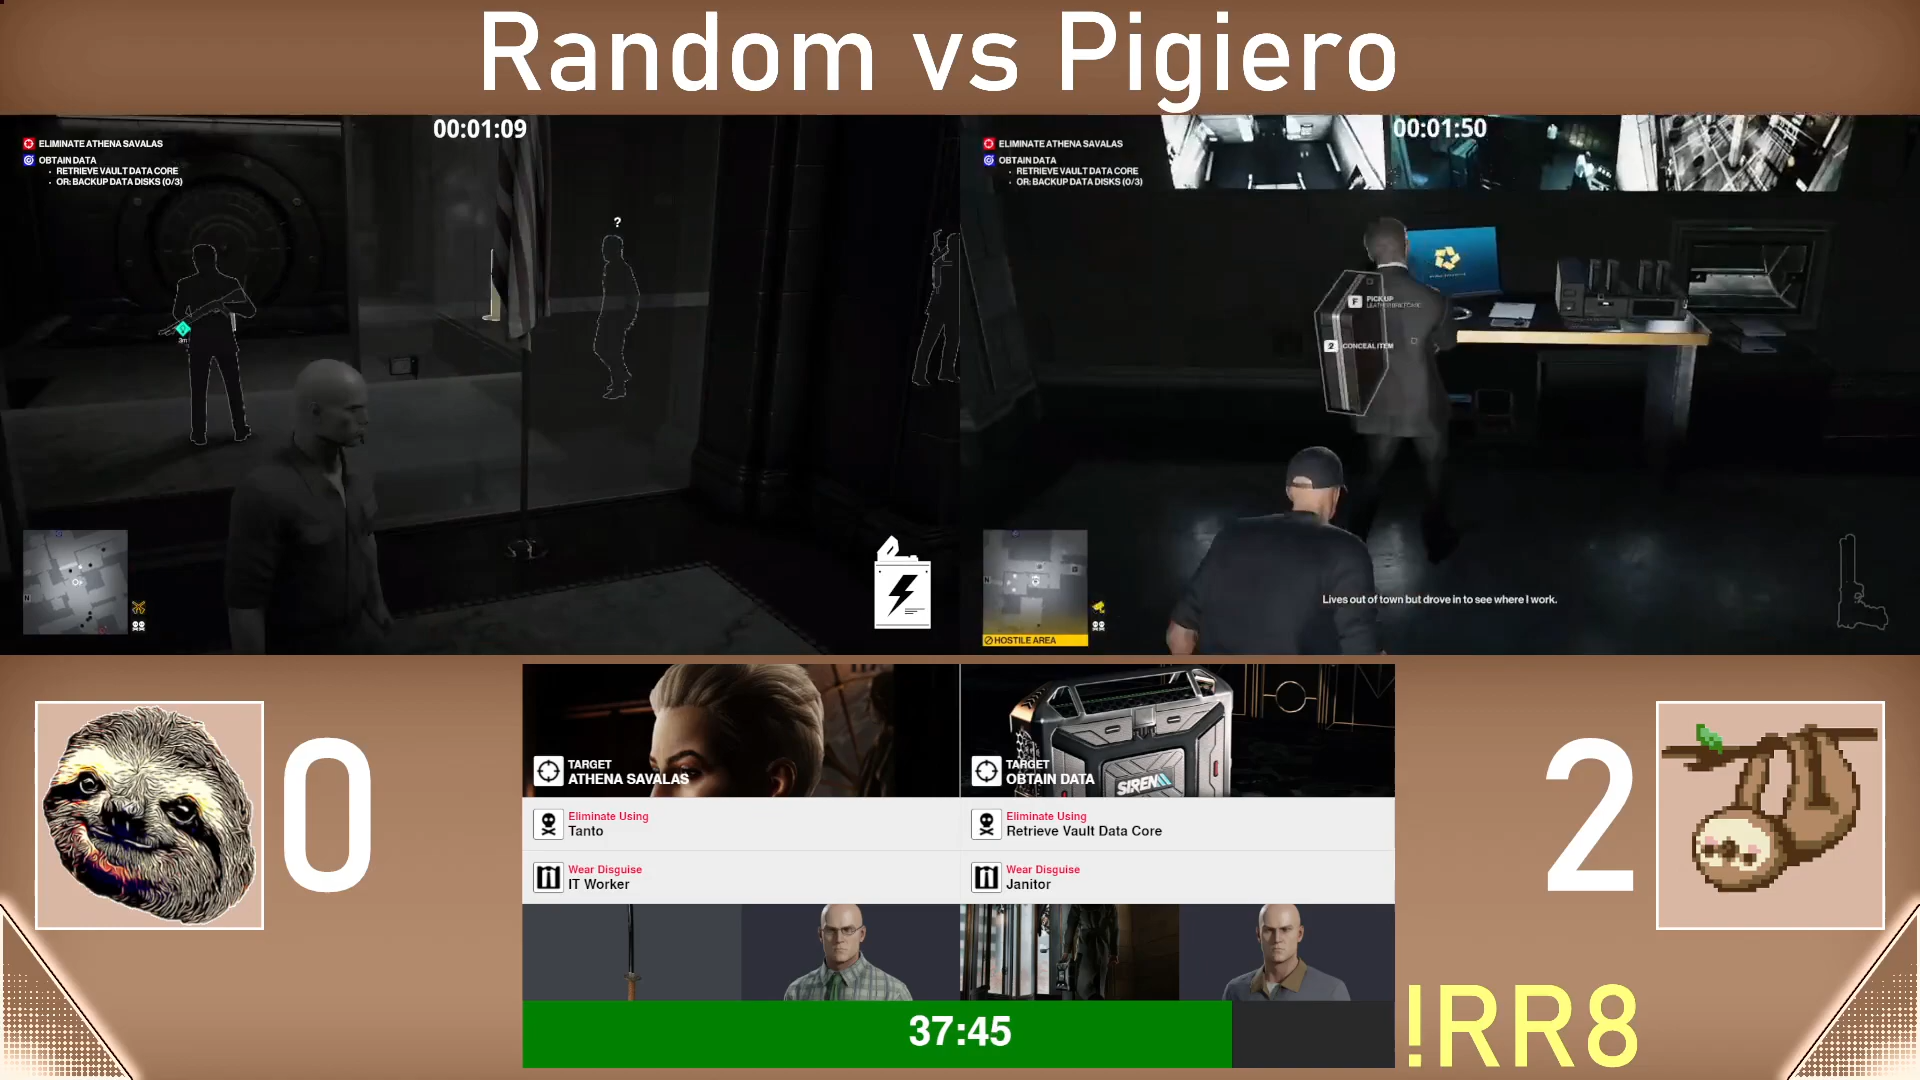 Random vs Pigiero
00:01:09
ELIMINATE ATHENA SAVALAS
OBTAIN DATA
RETRIEVE VAULT DATA CORE
OR: BACKUP DATA DISKS (0/3)
?
3m
N
00:01:50
ELIMINATE ATHENA SAVALAS
OBTAIN DATA
RETRIEVE VAULT DATA CORE
OR: BACKUP DATA DISKS (0/3)
F PICK UP
2 CONCEAL ITEM
Lives out of town but drove in to see where I work.
N
HOSTILE AREA
0
TARGET
ATHENA SAVALAS
Eliminate Using
Tanto
Wear Disguise
IT Worker
TARGET
OBTAIN DATA
SIREN
Eliminate Using
Retrieve Vault Data Core
Wear Disguise
Janitor
37:45
2
!RR8